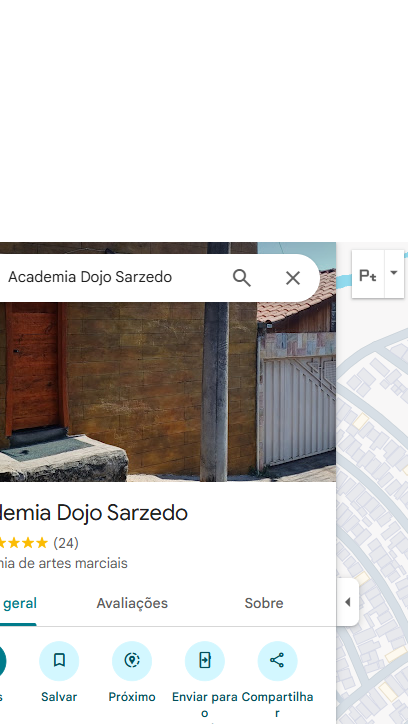 Academia Dojo Sarzedo
Pt
demia Dojo Sarzedo
(24)
nia de artes marciais
geral Avaliações Sobre
s Salvar Próximo Enviar para Compartilha
o r